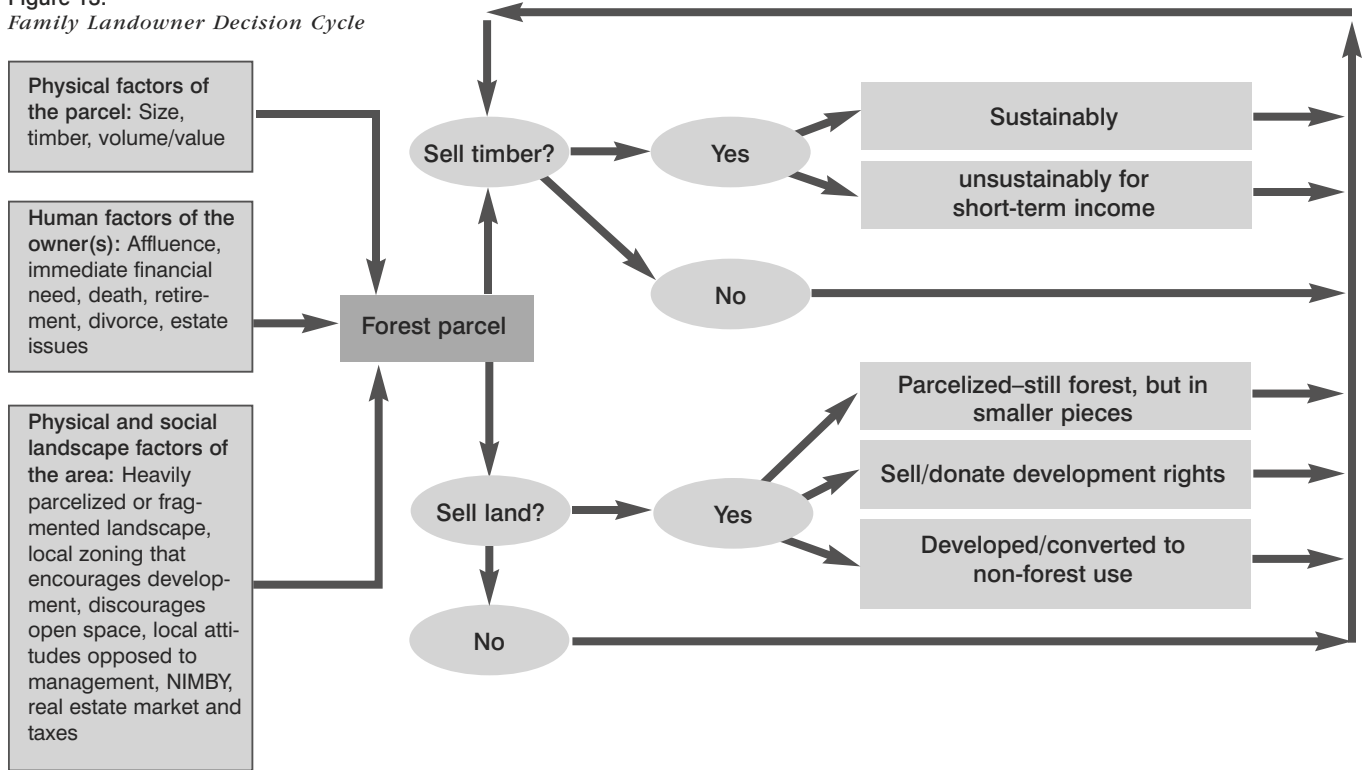 Figure 13.
Family Landowner Decision Cycle
Physical factors of
the parcel: Size,
timber, volume/value
Human factors of the
owner(s): Affluence,
immediate financial
need, death, retire-
ment, divorce, estate
issues
Physical and social
landscape factors of
the area: Heavily
parcelized or frag-
mented landscape,
local zoning that
encourages develop-
ment, discourages
open space, local atti-
tudes opposed to
management, NIMBY,
real estate market and
taxes
Forest parcel
Sell timber?
Yes
Sustainably
unsustainably for
short-term income
No
Sell land?
Yes
Parcelized–still forest, but in
smaller pieces
Sell/donate development rights
Developed/converted to
non-forest use
No